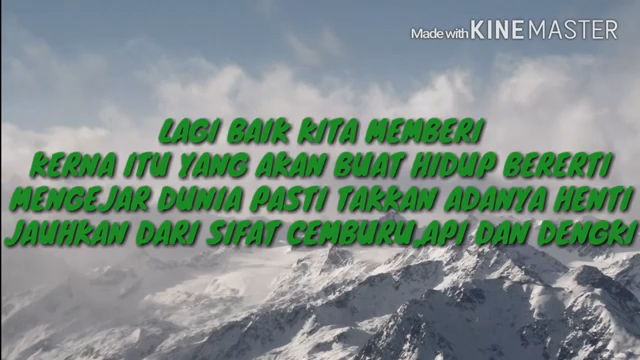 Made with KINEMASTER
LAGI BAIK KITA MEMBERI
KERNA ITU YANG AKAN BUAT HIDUP BERERTI
MENGEJAR DUNIA PASTI TAKKAN ADANYA HENTI
JAUHKAN DARI SIFAT CEMBURU,API DAN DENGKI